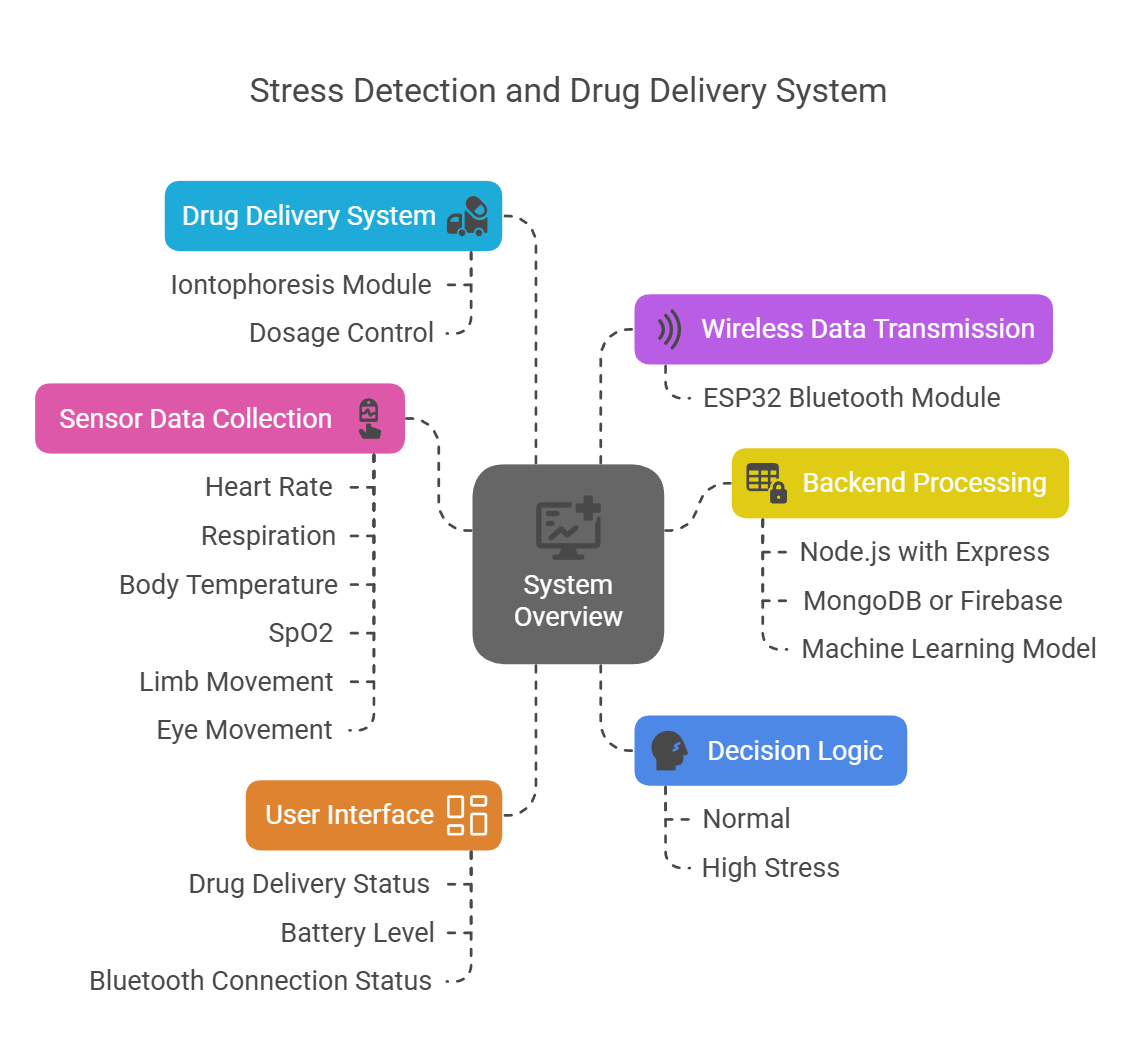 Stress Detection and Drug Delivery System
Drug Delivery System
Iontophoresis Module
Dosage Control
Wireless Data Transmission
ESP32 Bluetooth Module
Sensor Data Collection
Heart Rate
Respiration
Body Temperature
SpO2
Limb Movement
Eye Movement
Backend Processing
Node.js with Express
MongoDB or Firebase
Machine Learning Model
System
Overview
Decision Logic
Normal
High Stress
User Interface
Drug Delivery Status
Battery Level
Bluetooth Connection Status